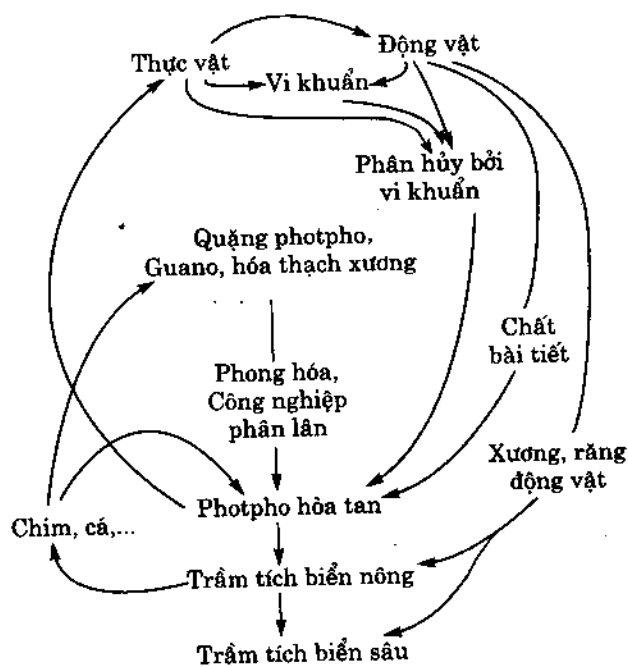 Động vật
Thực vật
Vi khuẩn
Phân hủy bởi
vi khuẩn
Quặng photpho,
Guano, hóa thạch xương
Chất
bài tiết
Phong hóa,
Công nghiệp
phân lân
Xương, răng
động vật
Photpho hòa tan
Chim, cá,...
Trầm tích biển nông
Trầm tích biển sâu